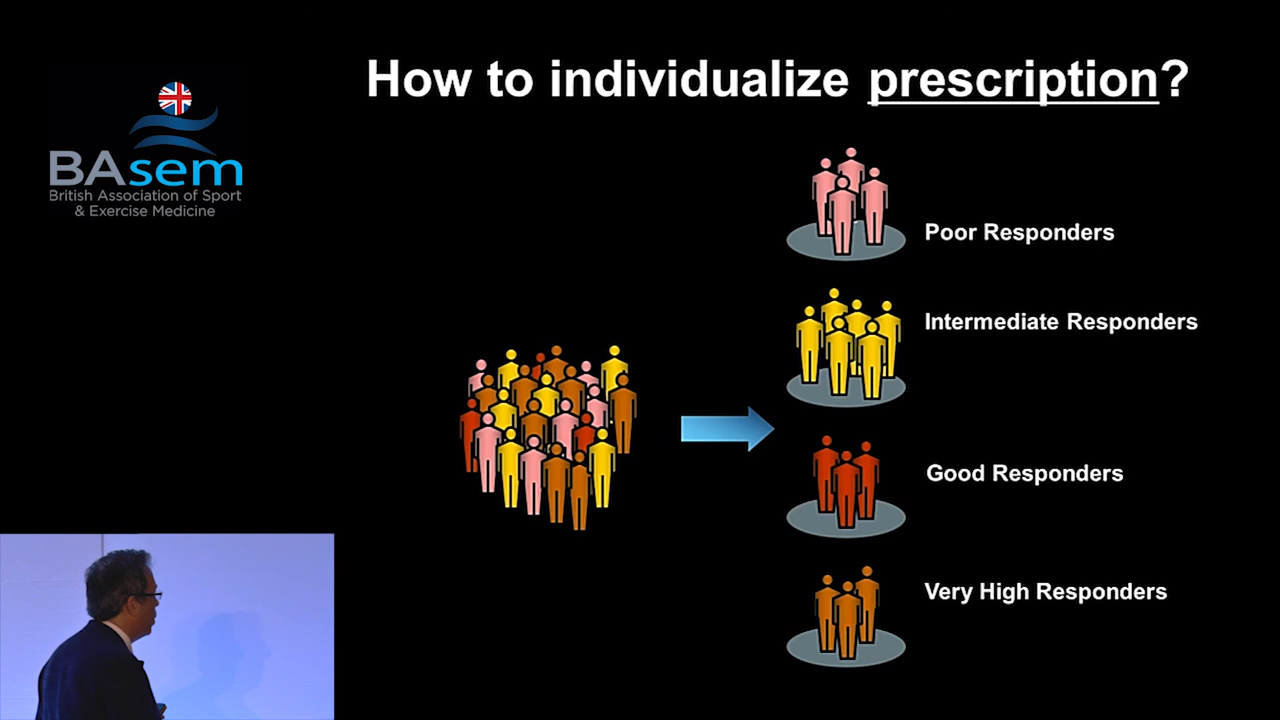 How to individualize prescription?
BAsem
British Association of Sport
& Exercise Medicine
Poor Responders
Intermediate Responders
Good Responders
Very High Responders